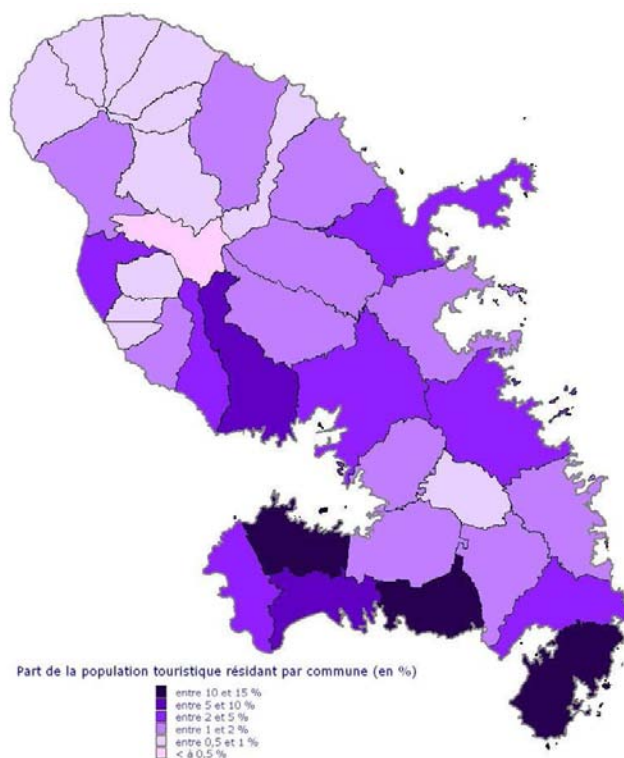 Part de la population touristique résidant par commune (en %)
entre 10 et 15 %
entre 5 et 10 %
entre 2 et 5 %
entre 1 et 2 %
entre 0,5 et 1 %
< à 0,5 %